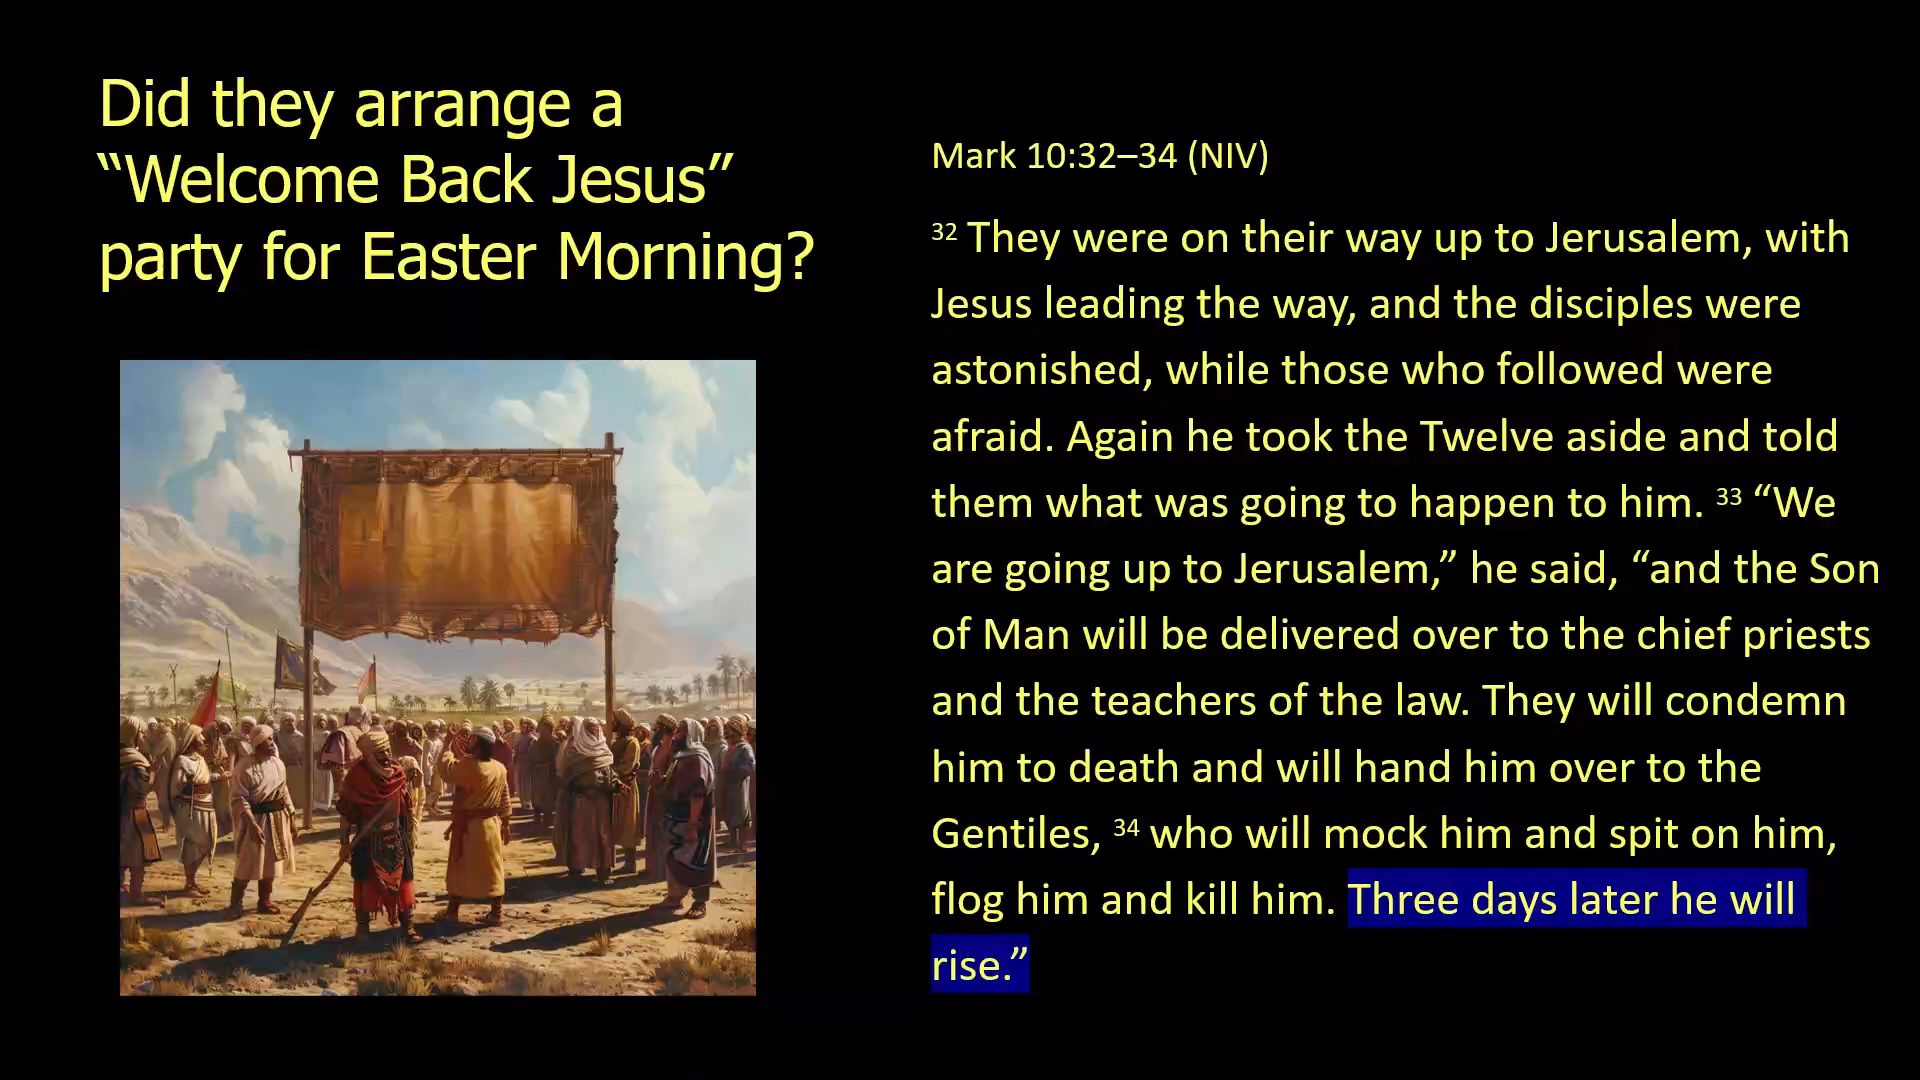 Did they arrange a
“Welcome Back Jesus”
party for Easter Morning?
Mark 10:32–34 (NIV)
32 They were on their way up to Jerusalem, with
Jesus leading the way, and the disciples were
astonished, while those who followed were
afraid. Again he took the Twelve aside and told
them what was going to happen to him. 33 “We
are going up to Jerusalem,” he said, “and the Son
of Man will be delivered over to the chief priests
and the teachers of the law. They will condemn
him to death and will hand him over to the
Gentiles, 34 who will mock him and spit on him,
flog him and kill him. Three days later he will
rise.”